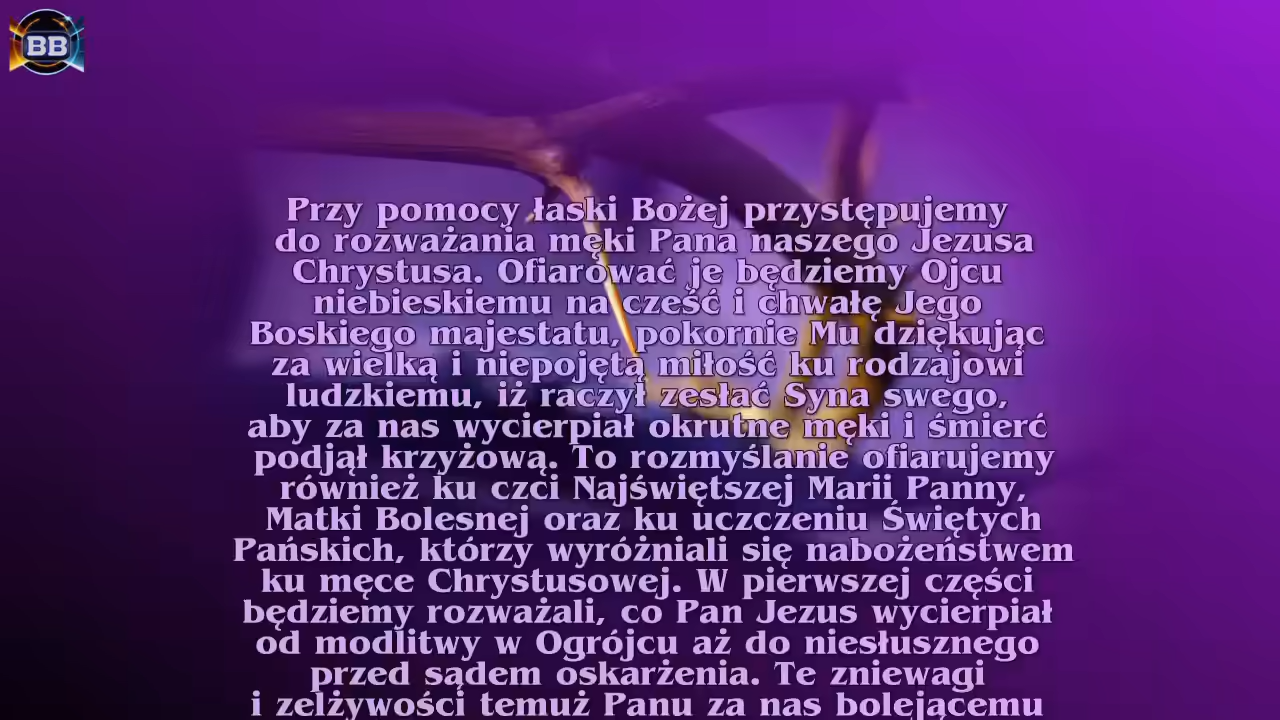 BB
Przy pomocy łaski Bożej przystępujemy
do rozważania męki Pana naszego Jezusa
Chrystusa. Ofiarować je będziemy Ojcu
niebieskiemu na cześć i chwałę Jego
Boskiego majestatu, pokornie Mu dziękując
za wielką i niepojętą miłość ku rodzajowi
ludzkiemu, iż raczył zesłać Syna swego,
aby za nas wycierpiał okrutne męki i śmierć
podjął krzyżową. To rozmyślanie ofiarujemy
również ku czci Najświętszej Marii Panny,
Matki Bolesnej oraz ku uczczeniu Świętych
Pańskich, którzy wyróżniali się nabożeństwem
ku męce Chrystusowej. W pierwszej części
będziemy rozważali, co Pan Jezus wycierpiał
od modlitwy w Ogrójcu aż do niesłusznego
przed sądem oskarżenia. Te zniewagi
i zelżywości temuż Panu za nas bolejącemu